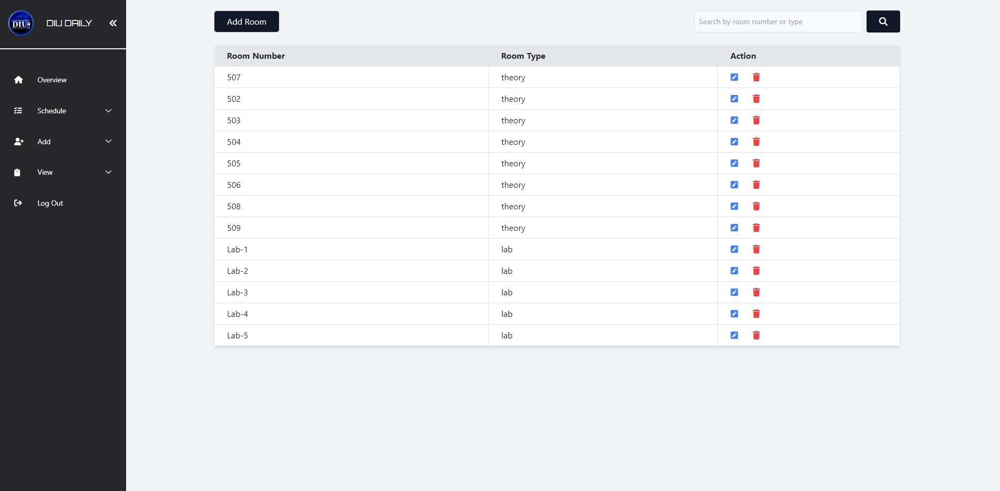 DIU
DIU DAILY
Overview
Schedule
Add
View
Log Out
Add Room
Search by room number or type
Room Number Room Type Action
507 theory
502 theory
503 theory
504 theory
505 theory
506 theory
508 theory
509 theory
Lab-1 lab
Lab-2 lab
Lab-3 lab
Lab-4 lab
Lab-5 lab